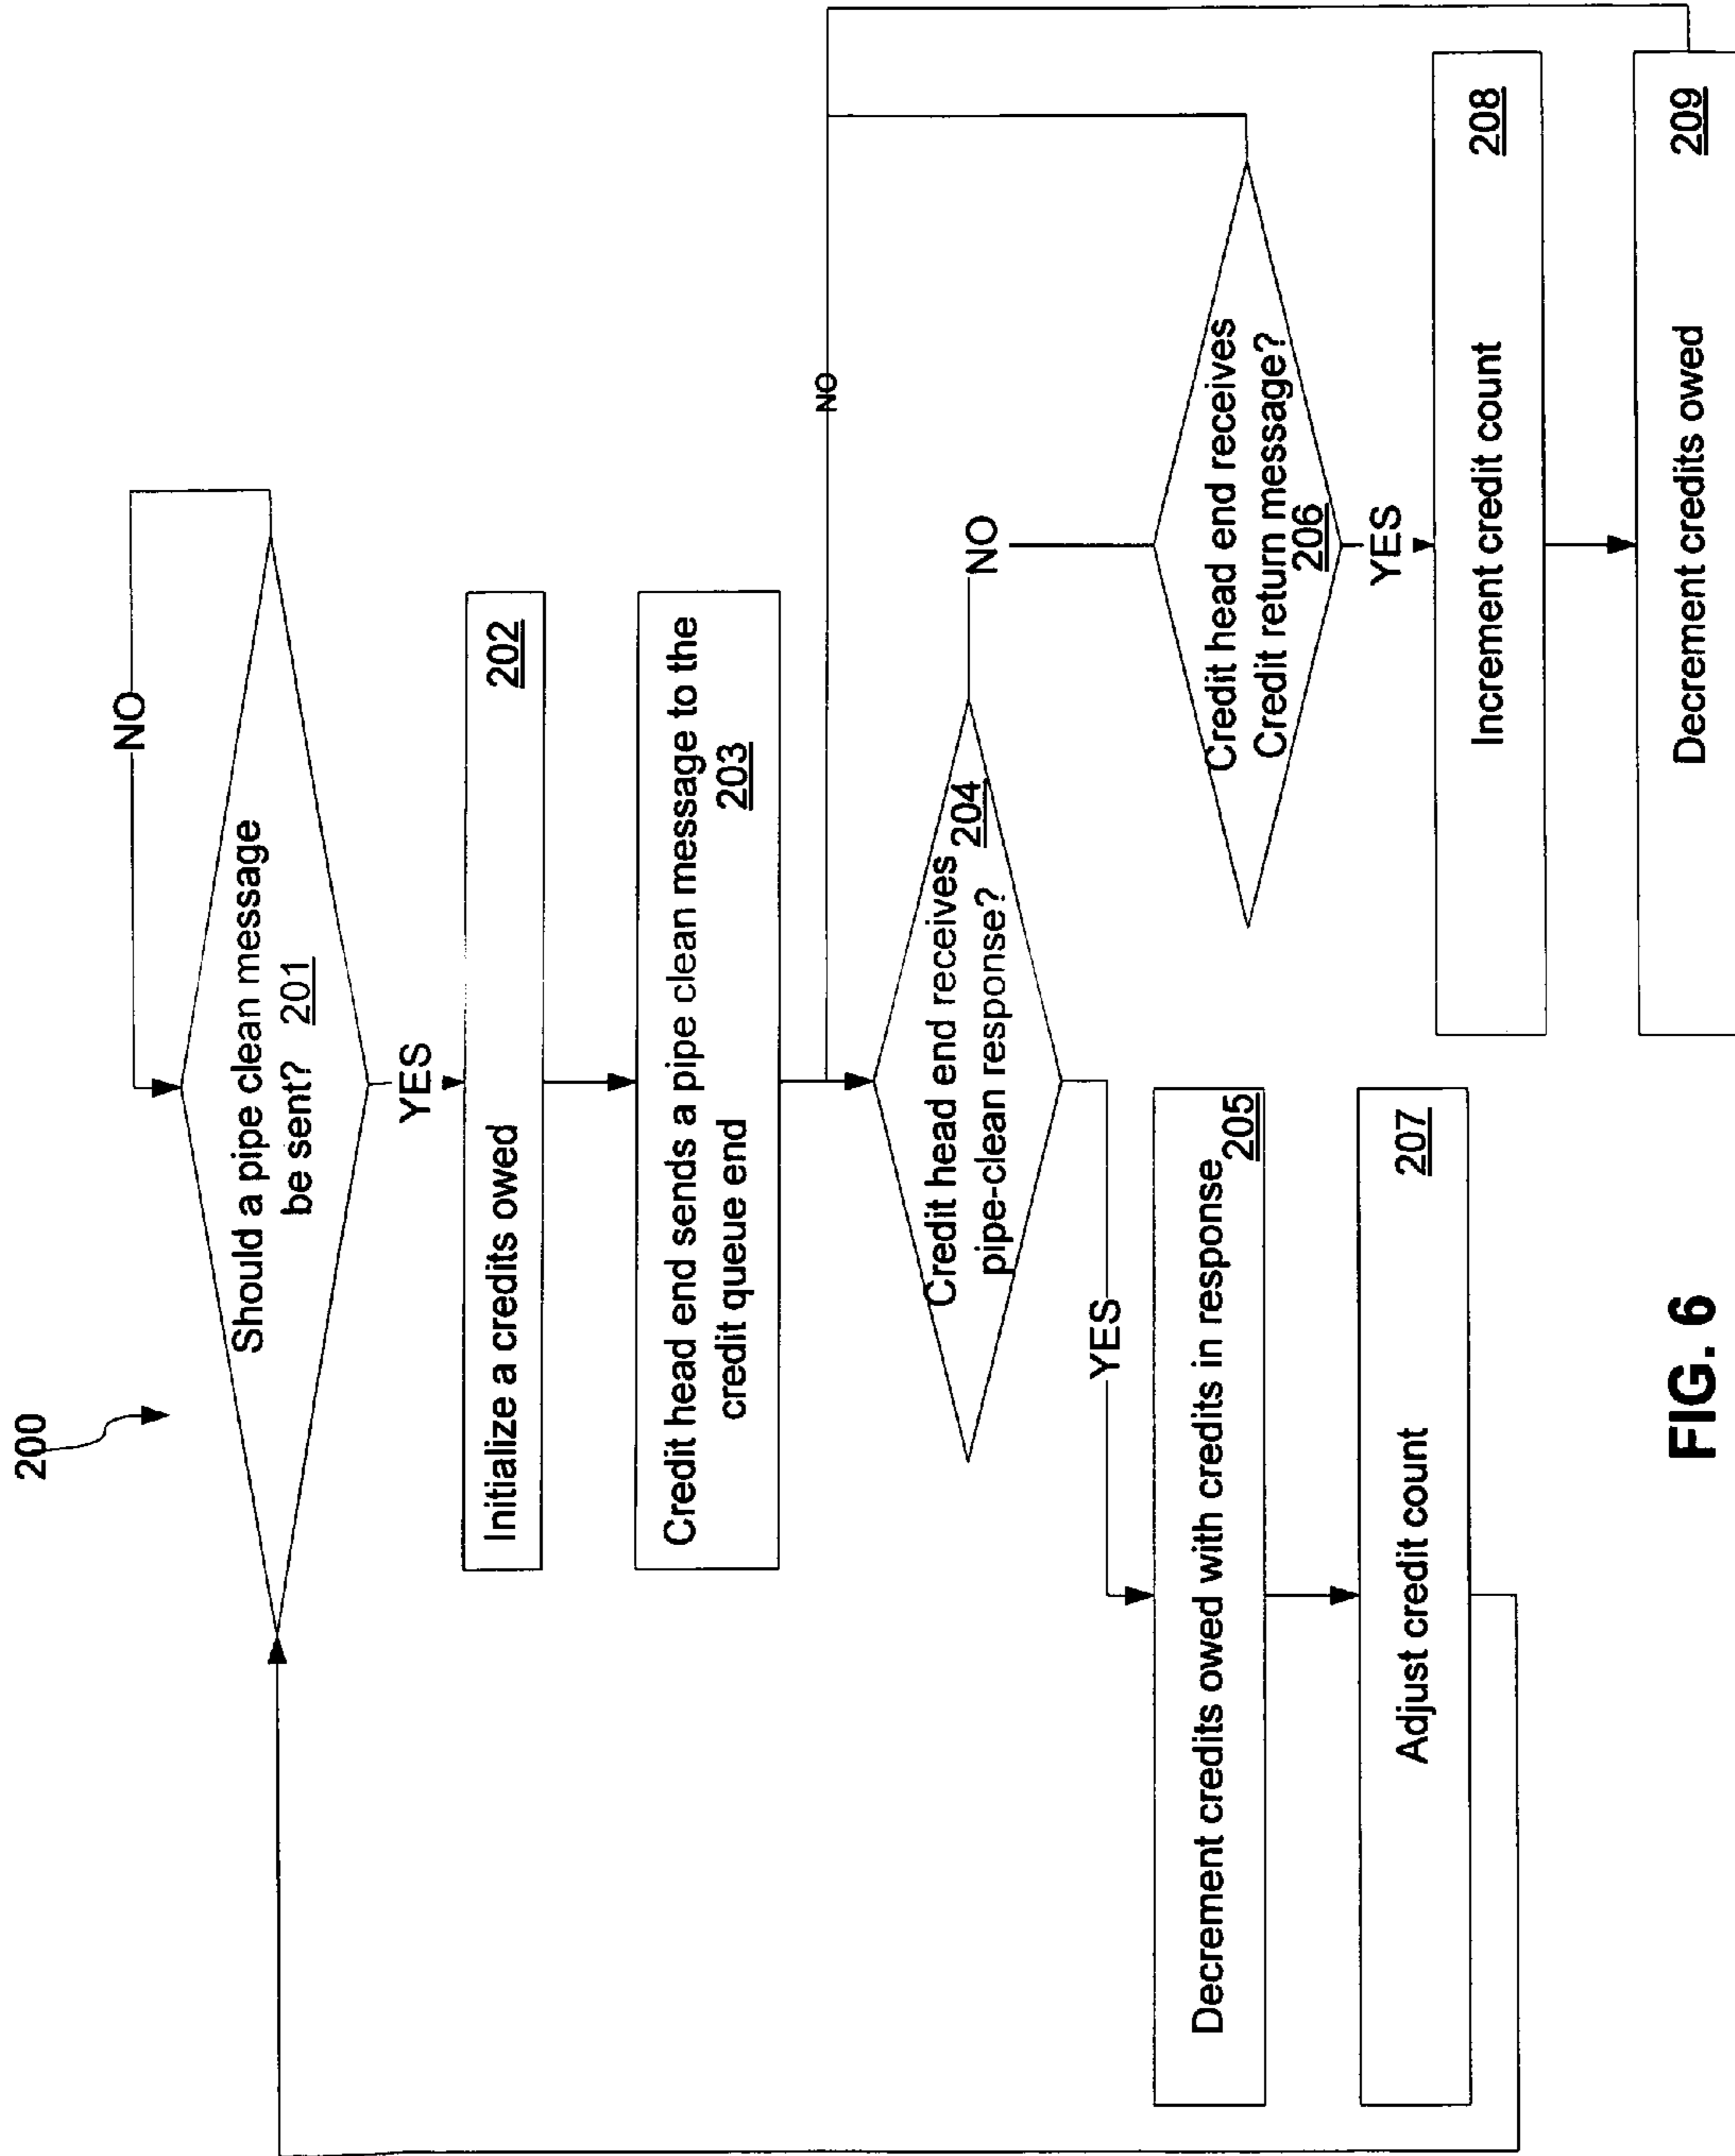 200
NO
Should a pipe clean message
be sent? 201
YES
Initialize a credits owed 202
Credit head end sends a pipe clean message to the
credit queue end 203
NO
Credit head end receives 204
pipe-clean response?
NO
YES
Credit head end receives
Credit return message?
206
YES
Decrement credits owed with credits in response 205
Adjust credit count 207
Increment credit count 208
Decrement credits owed 209
FIG. 6